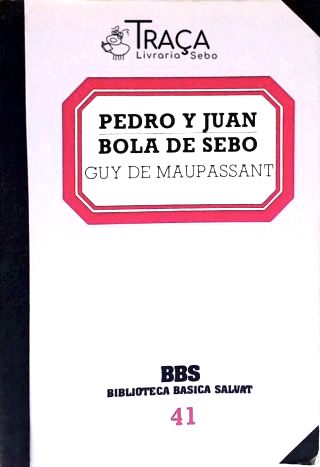 TRAÇA
Livraria Sebo
PEDRO Y JUAN
BOLA DE SEBO
GUY DE MAUPASSANT
BBS
BIBLIOTECA BASICA SALVAT
41